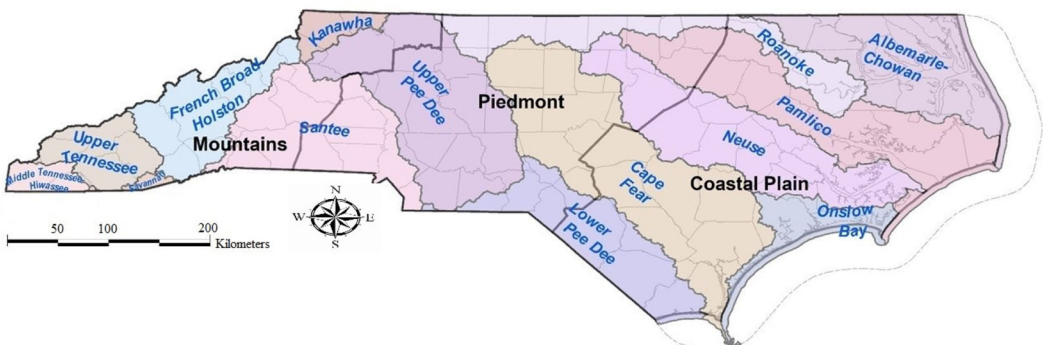 Kanawha
Roanoke
Albemarle-
Chowan
French Broad
Holston
Upper
Pee Dee
Piedmont
Pamlico
Santee
Mountains
Upper
Tennessee
Neuse
Middle Tennessee
Hiwassee
Savannah
Cape
Fear
Coastal Plain
Lower
Pee Dee
Onslow
Bay
N
W E
S
50 100 200
Kilometers